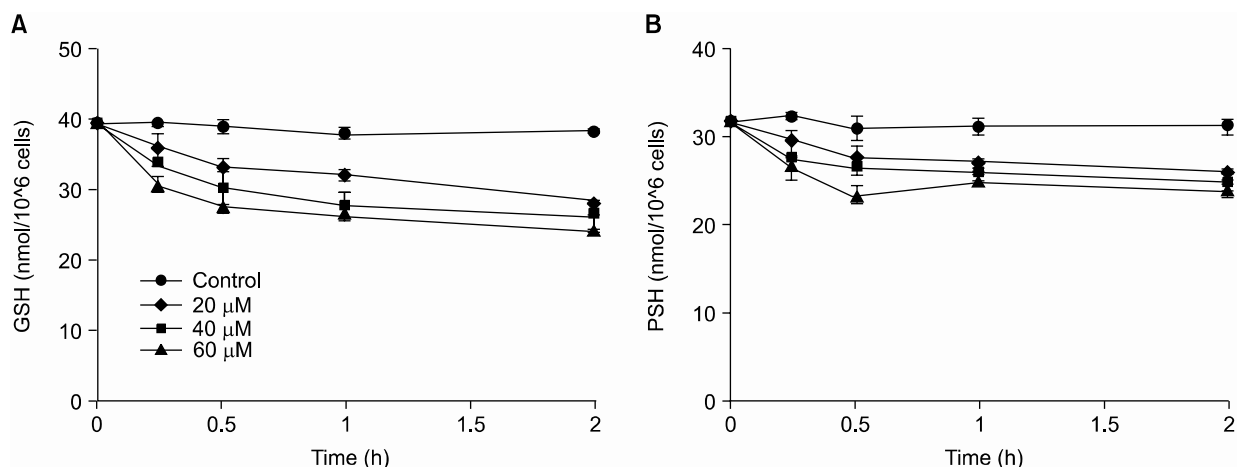 A
50
40
30
20
10
0
GSH (nmol/10^6 cells)
Control
20 μM
40 μM
60 μM
0 0.5 1 1.5 2
Time (h)
B
40
30
20
10
0
PSH (nmol/10^6 cells)
0 0.5 1 1.5 2
Time (h)